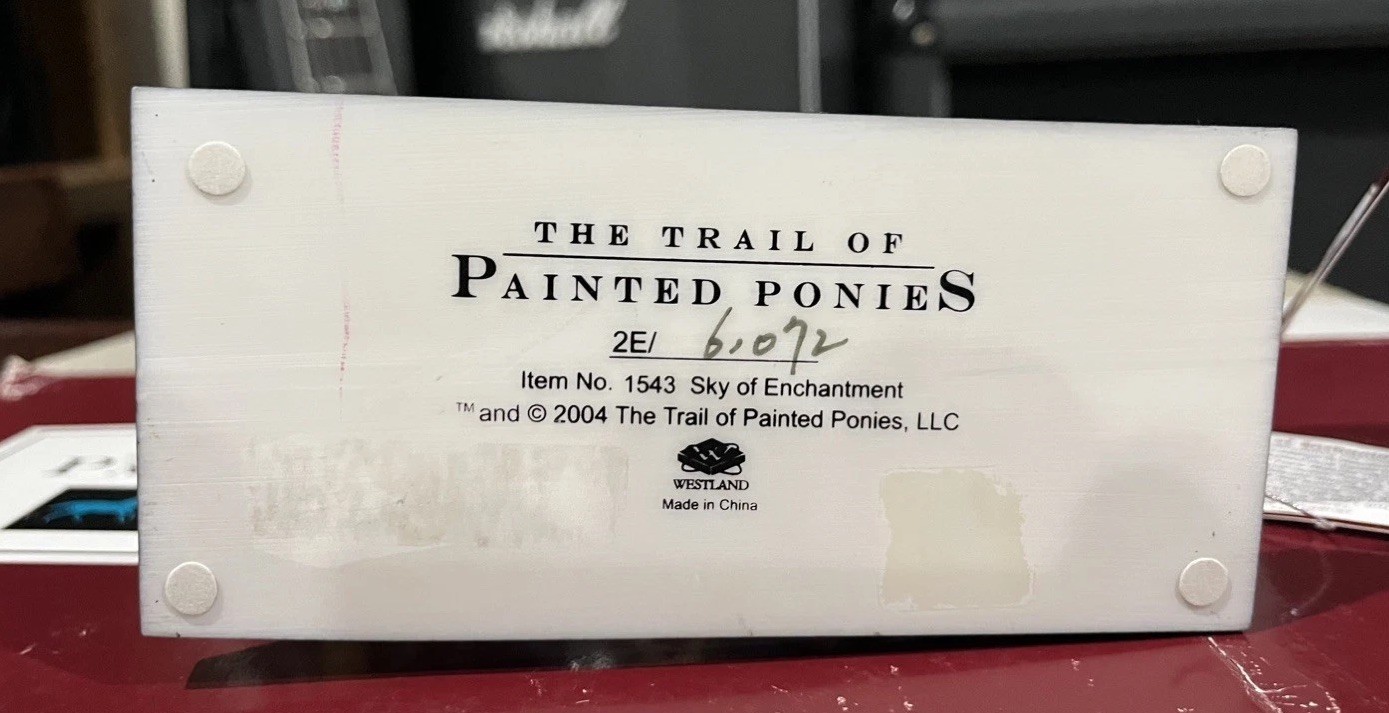 Marshall
THE TRAIL OF
PAINTED PONIES
2E/ 6,072
Item No. 1543 Sky of Enchantment
™ and © 2004 The Trail of Painted Ponies, LLC
WESTLAND
Made in China